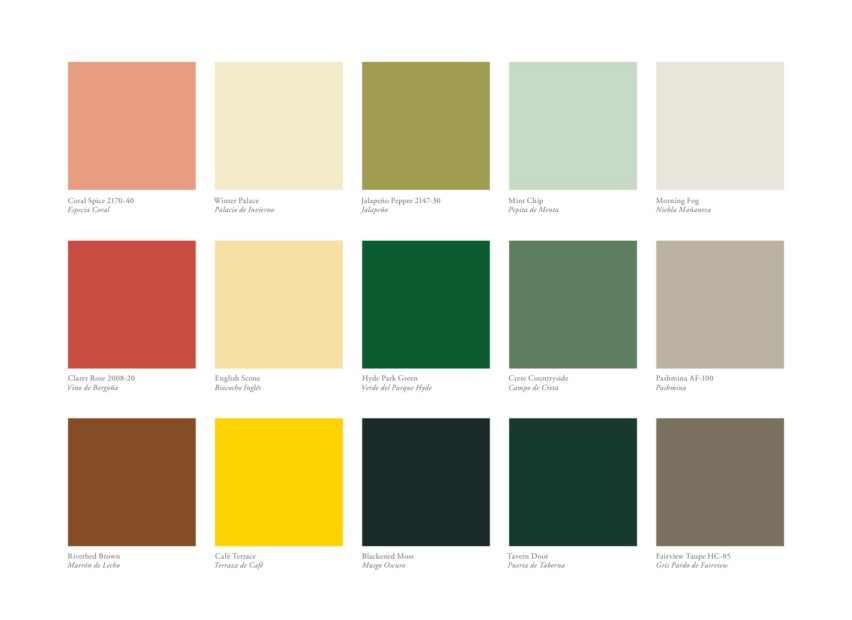 Coral Spice 2170-40
Especia Coral
Winter Palace
Palacio de Invierno
Jalapeño Pepper 2147-30
Jalapeño
Mint Chip
Pepita de Menta
Morning Fog
Niebla Mañanera
Claret Rose 2008-20
Vino de Borgoña
English Scone
Bizcocho Inglés
Hyde Park Green
Verde del Parque Hyde
Crete Countryside
Campo de Creta
Pashmina AF-100
Pashmina
Riverbed Brown
Marrón de Lecho
Café Terrace
Terraza de Café
Blackened Moss
Musgo Oscuro
Tavern Door
Puerta de Taberna
Fairview Taupe HC-85
Gris Pardo de Fairview